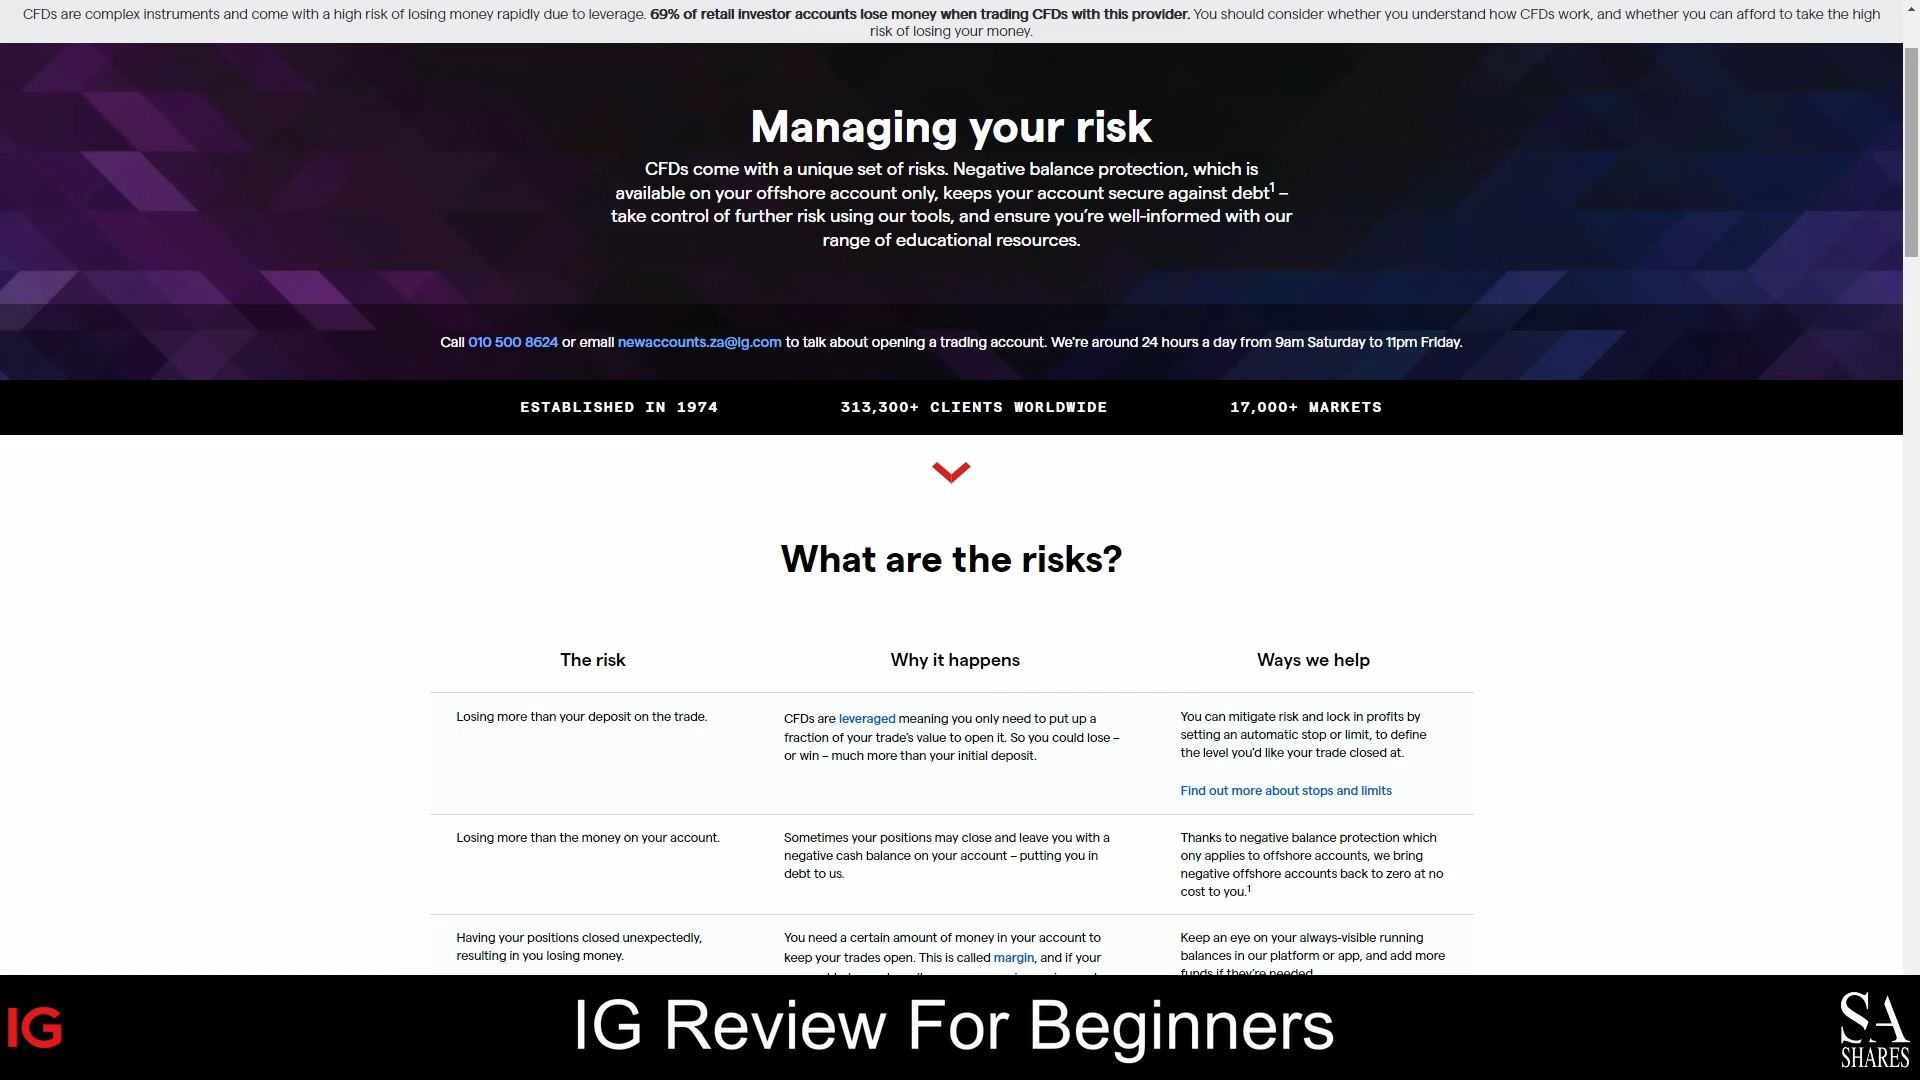 CFDs are complex instruments and come with a high risk of losing money rapidly due to leverage. 69% of retail investor accounts lose money when trading CFDs with this provider. You should consider whether you understand how CFDs work, and whether you can afford to take the high
risk of losing your money.
Managing your risk
CFDs come with a unique set of risks. Negative balance protection, which is
available on your offshore account only, keeps your account secure against debt¹ –
take control of further risk using our tools, and ensure you're well-informed with our
range of educational resources.
Call 010 500 8624 or email newaccounts.za@ig.com to talk about opening a trading account. We're around 24 hours a day from 9am Saturday to 11pm Friday.
ESTABLISHED IN 1974
313,300+ CLIENTS WORLDWIDE
17,000+ MARKETS
What are the risks?
The risk
Why it happens
Ways we help
Losing more than your deposit on the trade.
CFDs are leveraged meaning you only need to put up a
fraction of your trade's value to open it. So you could lose –
or win – much more than your initial deposit.
You can mitigate risk and lock in profits by
setting an automatic stop or limit, to define
the level you'd like your trade closed at.
Find out more about stops and limits
Losing more than the money on your account.
Sometimes your positions may close and leave you with a
negative cash balance on your account – putting you in
debt to us.
Thanks to negative balance protection which
ony applies to offshore accounts, we bring
negative offshore accounts back to zero at no
cost to you.¹
Having your positions closed unexpectedly,
resulting in you losing money.
You need a certain amount of money in your account to
keep your trades open. This is called margin, and if your
Keep an eye on your always-visible running
balances in our platform or app, and add more
funds if they're needed
IG
IG Review For Beginners
SA
SHARES